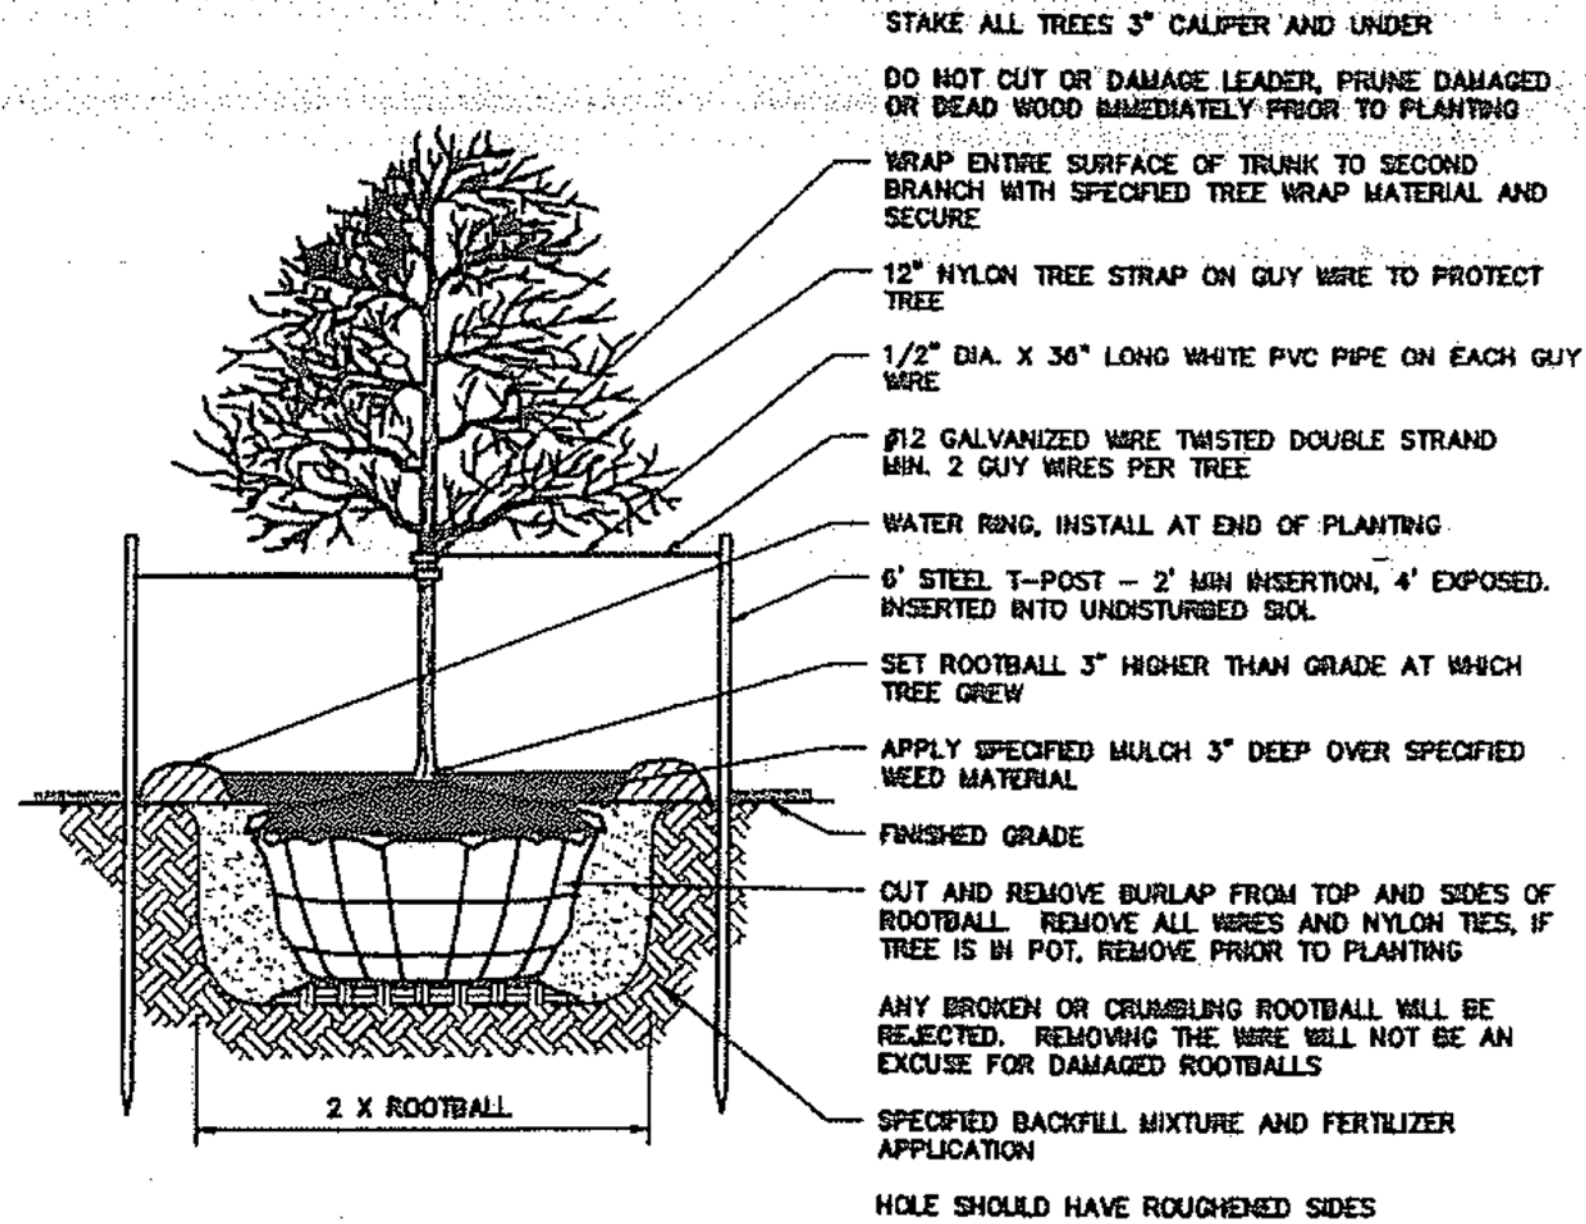 STAKE ALL TREES 3" CALIPER AND UNDER
DO NOT CUT OR DAMAGE LEADER, PRUNE DAMAGED
OR DEAD WOOD IMMEDIATELY PRIOR TO PLANTING
WRAP ENTIRE SURFACE OF TRUNK TO SECOND
BRANCH WITH SPECIFIED TREE WRAP MATERIAL AND
SECURE
12" NYLON TREE STRAP ON GUY WIRE TO PROTECT
TREE
1/2" DIA. X 36" LONG WHITE PVC PIPE ON EACH GUY
WIRE
#12 GALVANIZED WIRE TWISTED DOUBLE STRAND
MIN. 2 GUY WIRES PER TREE
WATER RING, INSTALL AT END OF PLANTING
6' STEEL T-POST - 2' MIN INSERTION, 4' EXPOSED.
INSERTED INTO UNDISTURBED SIOL
SET ROOTBALL 3" HIGHER THAN GRADE AT WHICH
TREE GREW
APPLY SPECIFIED MULCH 3" DEEP OVER SPECIFIED
WEED MATERIAL
FINISHED GRADE
CUT AND REMOVE BURLAP FROM TOP AND SIDES OF
ROOTBALL. REMOVE ALL WIRES AND NYLON TIES, IF
TREE IS IN POT, REMOVE PRIOR TO PLANTING
ANY BROKEN OR CRUMBLING ROOTBALL WILL BE
REJECTED. REMOVING THE WIRE WILL NOT BE AN
EXCUSE FOR DAMAGED ROOTBALLS
2 X ROOTBALL
SPECIFIED BACKFILL MIXTURE AND FERTILIZER
APPLICATION
HOLE SHOULD HAVE ROUGHENED SIDES